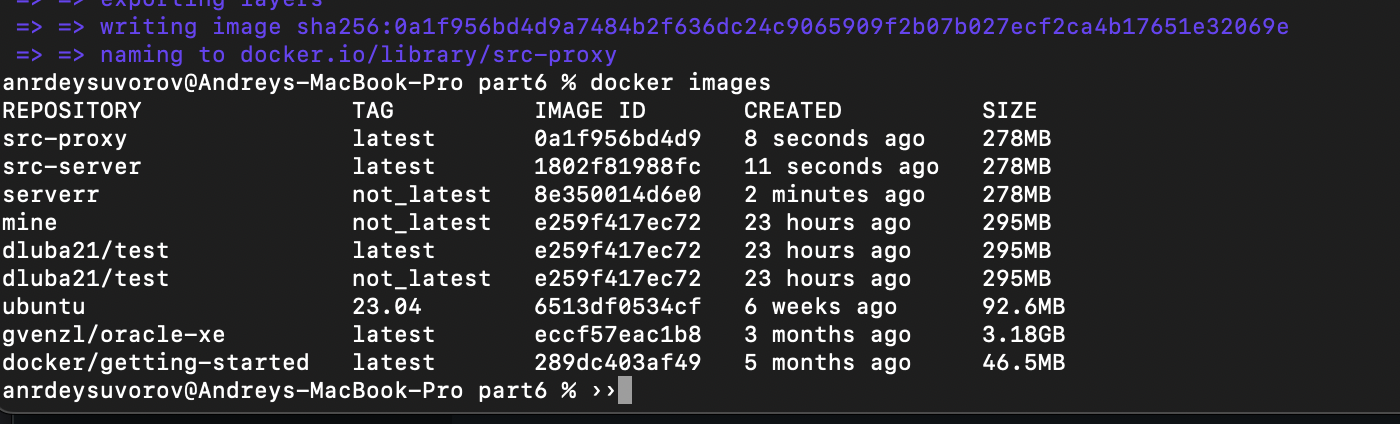 => => exporting layers
=> => writing image sha256:0a1f956bd4d9a7484b2f636dc24c9065909f2b07b027ecf2ca4b17651e32069e
=> => naming to docker.io/library/src-proxy
anrdeysuvorov@Andreys-MacBook-Pro part6 % docker images
REPOSITORY TAG IMAGE ID CREATED SIZE
src-proxy latest 0a1f956bd4d9 8 seconds ago 278MB
src-server latest 1802f81988fc 11 seconds ago 278MB
serverr not_latest 8e350014d6e0 2 minutes ago 278MB
mine not_latest e259f417ec72 23 hours ago 295MB
dluba21/test latest e259f417ec72 23 hours ago 295MB
dluba21/test not_latest e259f417ec72 23 hours ago 295MB
ubuntu 23.04 6513df0534cf 6 weeks ago 92.6MB
gvenzl/oracle-xe latest eccf57eac1b8 3 months ago 3.18GB
docker/getting-started latest 289dc403af49 5 months ago 46.5MB
anrdeysuvorov@Andreys-MacBook-Pro part6 % ››